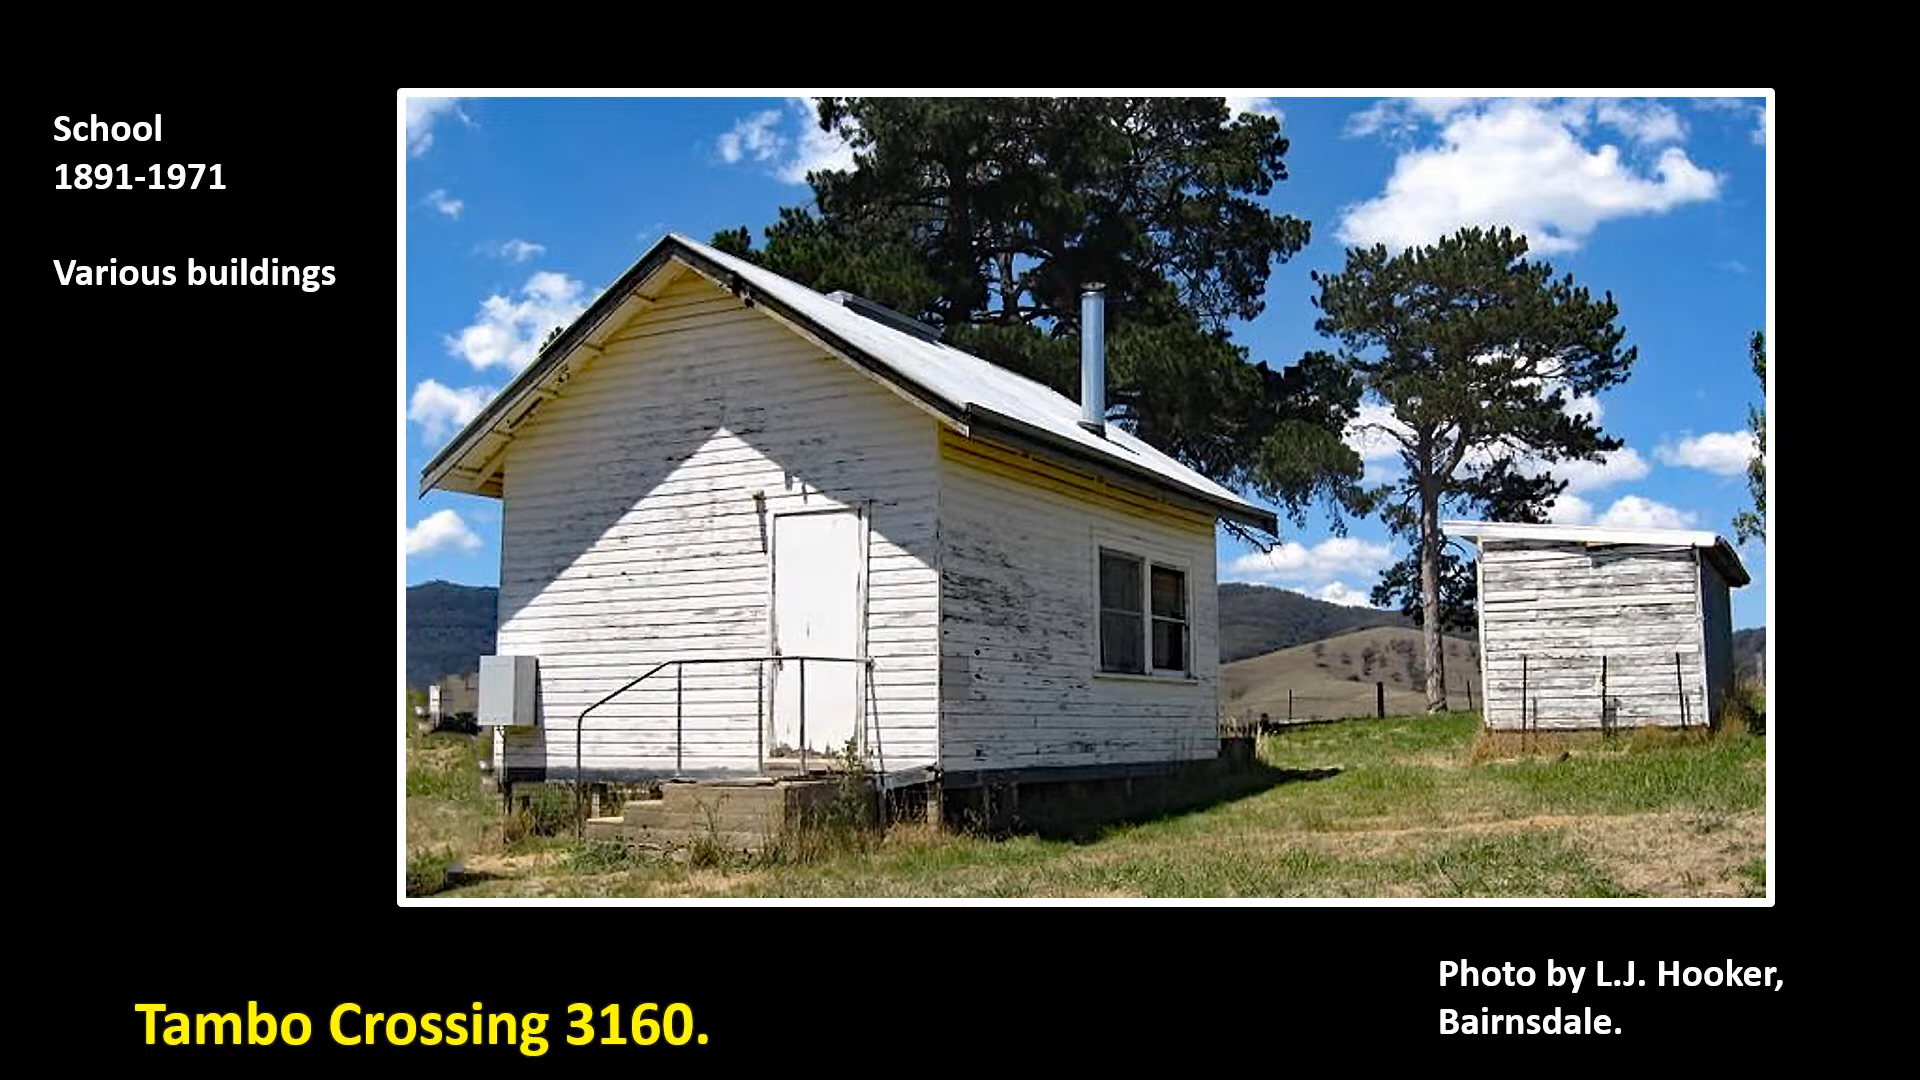 School
1891-1971
Various buildings
Tambo Crossing 3160.
Photo by L.J. Hooker,
Bairnsdale.